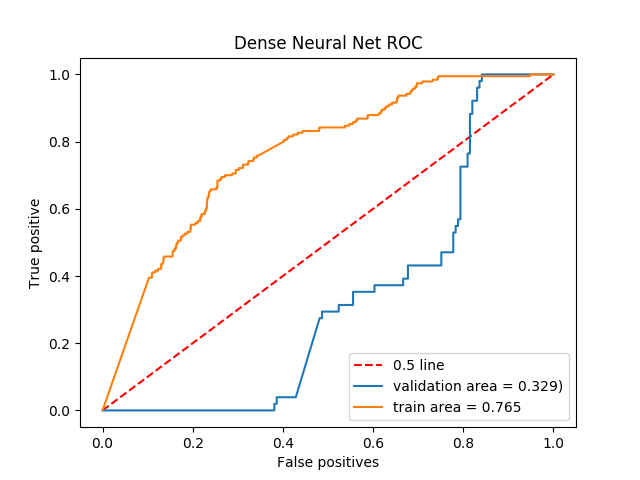 Dense Neural Net ROC
1.0
0.8
0.6
0.4
0.2
0.0
True positive
0.5 line
validation area = 0.329)
train area = 0.765
0.0 0.2 0.4 0.6 0.8 1.0
False positives